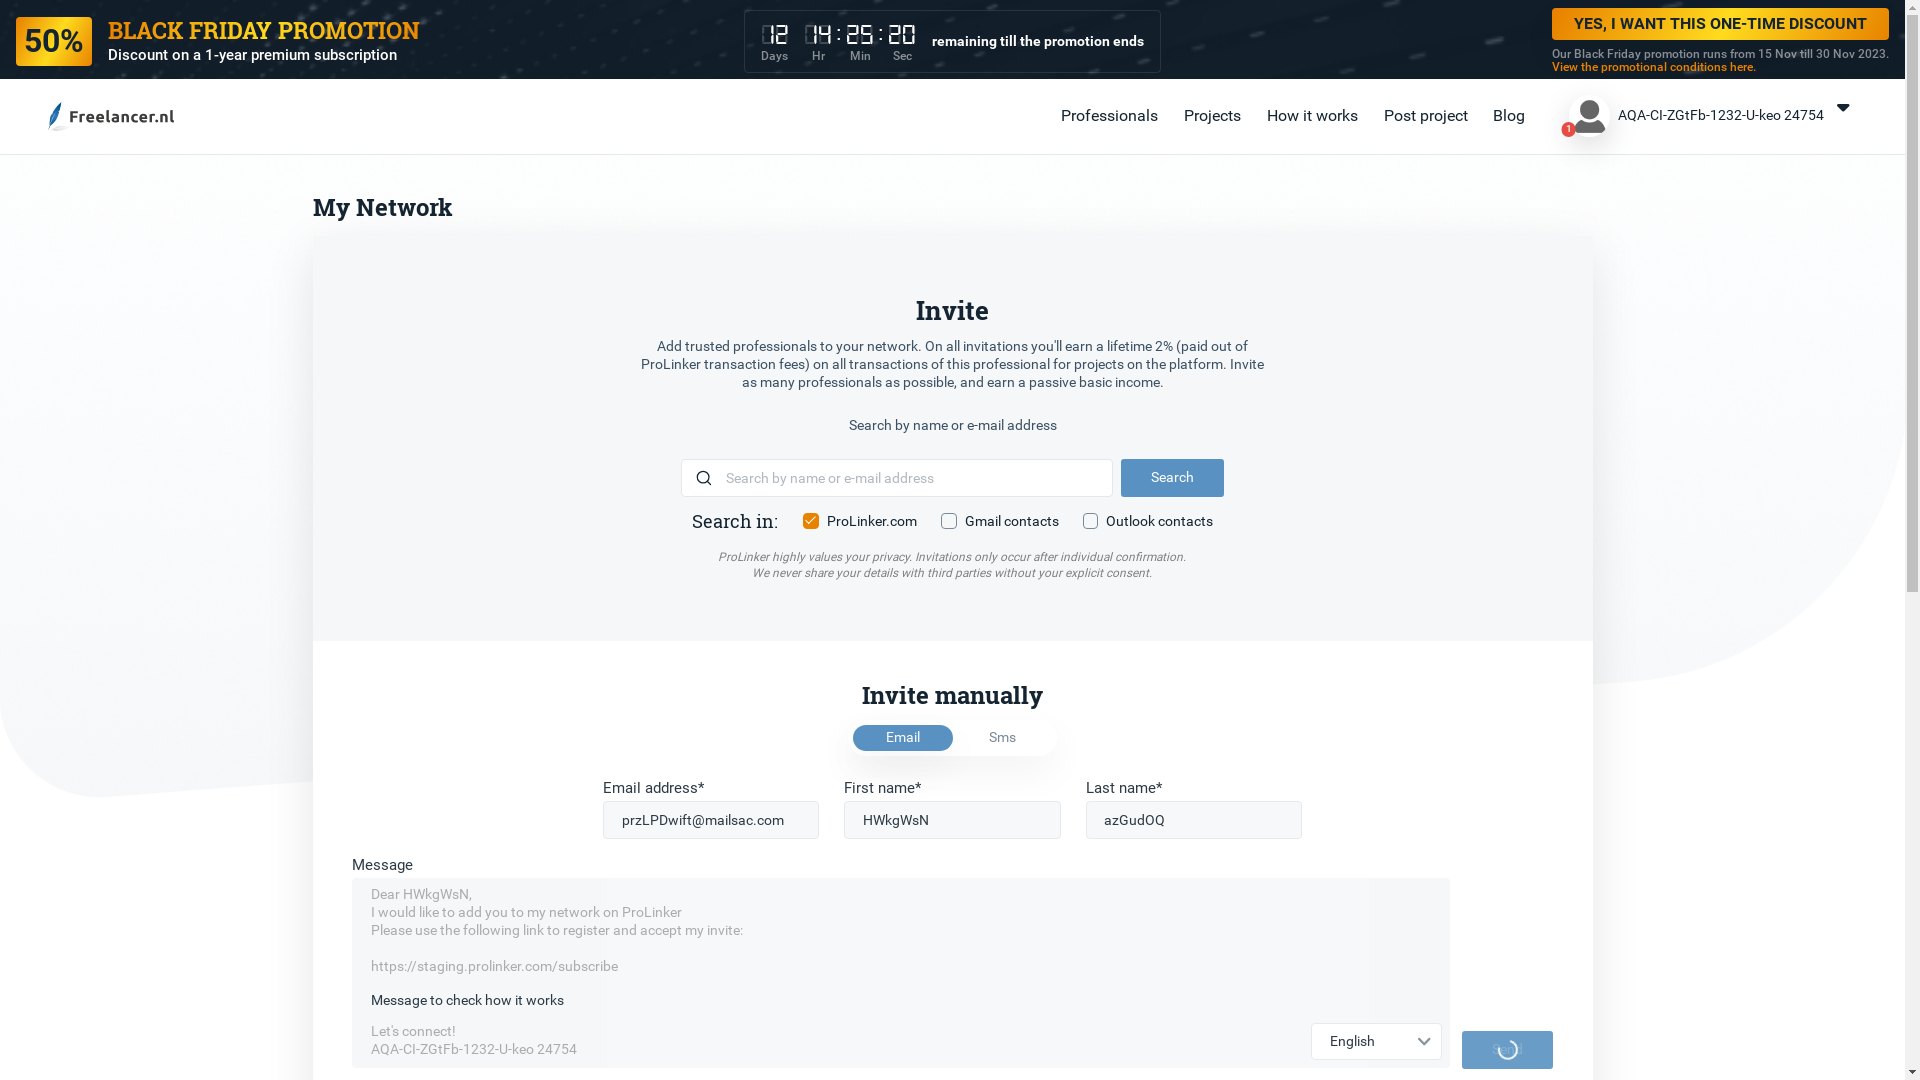 50%
BLACK FRIDAY PROMOTION
Discount on a 1-year premium subscription
12 14 : 25 : 20
Days Hr Min Sec
remaining till the promotion ends
YES, I WANT THIS ONE-TIME DISCOUNT
Our Black Friday promotion runs from 15 Nov till 30 Nov 2023.
View the promotional conditions here.
Freelancer.nl
Professionals
Projects
How it works
Post project
Blog
1
AQA-CI-ZGtFb-1232-U-keo 24754
My Network
Invite
Add trusted professionals to your network. On all invitations you'll earn a lifetime 2% (paid out of
ProLinker transaction fees) on all transactions of this professional for projects on the platform. Invite
as many professionals as possible, and earn a passive basic income.
Search by name or e-mail address
Search by name or e-mail address
Search
Search in:
ProLinker.com
Gmail contacts
Outlook contacts
ProLinker highly values your privacy. Invitations only occur after individual confirmation.
We never share your details with third parties without your explicit consent.
Invite manually
Email
Sms
Email address*
First name*
Last name*
przLPDwift@mailsac.com
HWkgWsN
azGudOQ
Message
Dear HWkgWsN,
I would like to add you to my network on ProLinker
Please use the following link to register and accept my invite:
https://staging.prolinker.com/subscribe
Message to check how it works
Let's connect!
AQA-CI-ZGtFb-1232-U-keo 24754
English